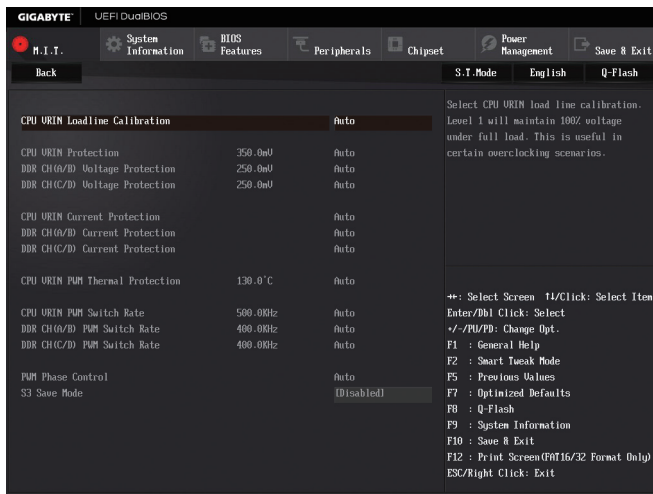 GIGABYTE™ UEFI DualBIOS
M.I.T. System Information BIOS Features Peripherals Chipset Power Management Save & Exit
Back S.T.Mode English Q-Flash
CPU VRIN Loadline Calibration Auto
CPU VRIN Protection 350.0mV Auto
DDR CH(A/B) Voltage Protection 250.0mV Auto
DDR CH(C/D) Voltage Protection 250.0mV Auto
CPU VRIN Current Protection Auto
DDR CH(A/B) Current Protection Auto
DDR CH(C/D) Current Protection Auto
CPU VRIN PWM Thermal Protection 130.0°C Auto
CPU VRIN PWM Switch Rate 500.0KHz Auto
DDR CH(A/B) PWM Switch Rate 400.0KHz Auto
DDR CH(C/D) PWM Switch Rate 400.0KHz Auto
PWM Phase Control Auto
S3 Save Mode [Disabled]
Select CPU VRIN load line calibration.
Level 1 will maintain 100% voltage
under full load. This is useful in
certain overclocking scenarios.
→←: Select Screen ↑↓/Click: Select Item
Enter/Dbl Click: Select
+/-/PU/PD: Change Opt.
F1 : General Help
F2 : Smart Tweak Mode
F5 : Previous Values
F7 : Optimized Defaults
F8 : Q-Flash
F9 : System Information
F10 : Save & Exit
F12 : Print Screen(FAT16/32 Format Only)
ESC/Right Click: Exit